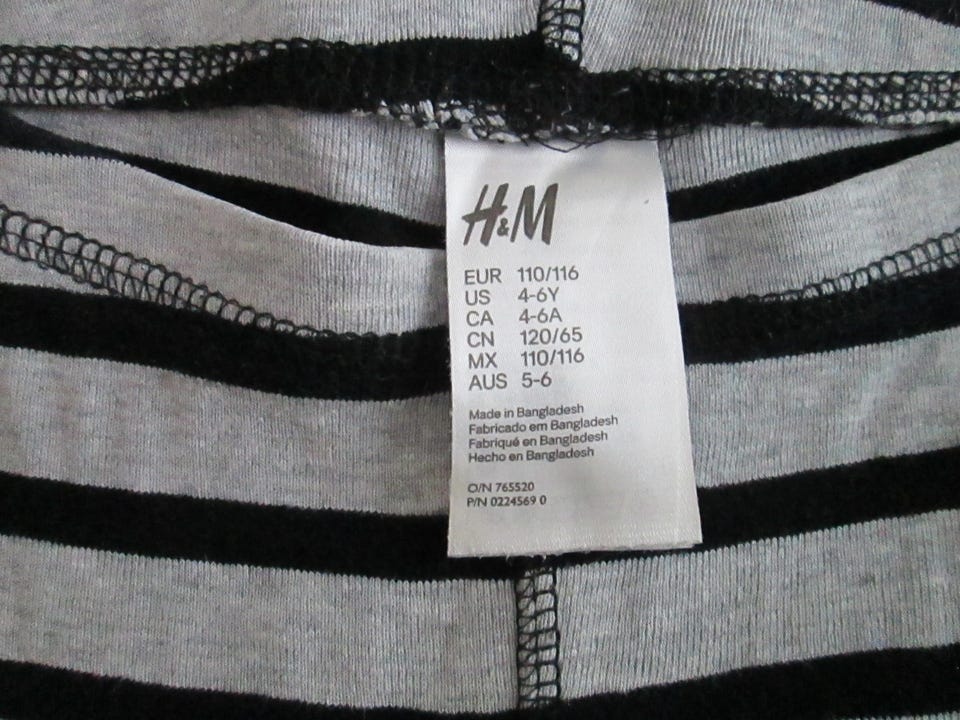 H&M
EUR 110/116
US 4-6Y
CA 4-6A
CN 120/65
MX 110/116
AUS 5-6
Made in Bangladesh
Fabricado em Bangladesh
Fabriqué en Bangladesh
Hecho en Bangladesh
O/N 765520
P/N 0224569 0